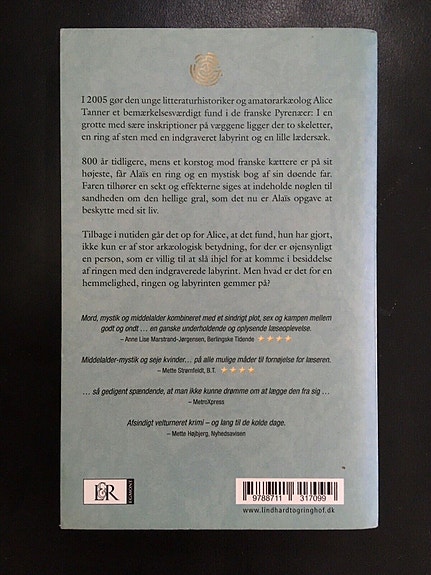 I 2005 gør den unge litteraturhistoriker og amatørarkæolog Alice
Tanner et bemærkelsesværdigt fund i de franske Pyrenæer: I en
grotte med sære inskriptioner på væggene ligger der to skeletter,
en ring af sten med en indgraveret labyrint og en lille lædersæk.
800 år tidligere, mens et korstog mod franske kættere er på sit
højeste, får Alaïs en ring og en mystisk bog af sin døende far.
Faren tilhører en sekt og effekterne siges at indeholde nøglen til
sandheden om den hellige gral, som det nu er Alaïs opgave at
beskytte med sit liv.
Tilbage i nutiden går det op for Alice, at det fund, hun har gjort,
ikke kun er af stor arkæologisk betydning, for der er øjensynligt
en person, som er villig til at slå ihjel for at komme i besiddelse
af ringen med den indgraverede labyrint. Men hvad er det for en
hemmelighed, ringen og labyrinten gemmer på?
Mord, mystik og middelalder kombineret med et sindrigt plot, sex og kampen mellem
godt og ondt … en ganske underholdende og oplysende læseoplevelse.
– Anne Lise Marstrand-Jørgensen, Berlingske Tidende ★★★★
Middelalder-mystik og seje kvinder… på alle mulige måder til fornøjelse for læseren.
– Mette Strømfeldt, B.T. ★★★★
… så gedigent spændende, at man ikke kunne drømme om at lægge den fra sig …
– MetroXpress
Afsindigt velturneret krimi – og lang til de kolde dage.
– Mette Højbjerg, Nyhedsavisen
L&R
EGMONT
9788711 317099
www.lindhardtogringhof.dk